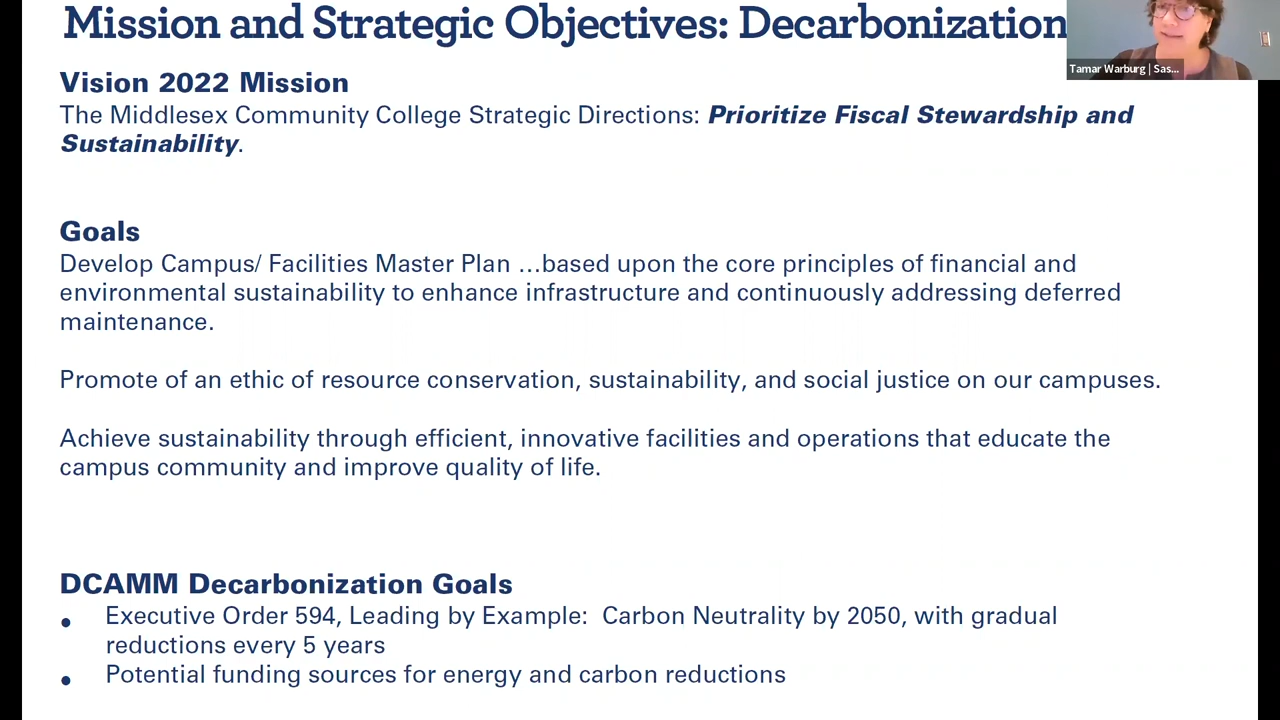 Mission and Strategic Objectives: Decarbonization
Tamar Warburg | Sas...
Vision 2022 Mission
The Middlesex Community College Strategic Directions: Prioritize Fiscal Stewardship and
Sustainability.
Goals
Develop Campus/ Facilities Master Plan …based upon the core principles of financial and
environmental sustainability to enhance infrastructure and continuously addressing deferred
maintenance.
Promote of an ethic of resource conservation, sustainability, and social justice on our campuses.
Achieve sustainability through efficient, innovative facilities and operations that educate the
campus community and improve quality of life.
DCAMM Decarbonization Goals
• Executive Order 594, Leading by Example: Carbon Neutrality by 2050, with gradual
reductions every 5 years
• Potential funding sources for energy and carbon reductions